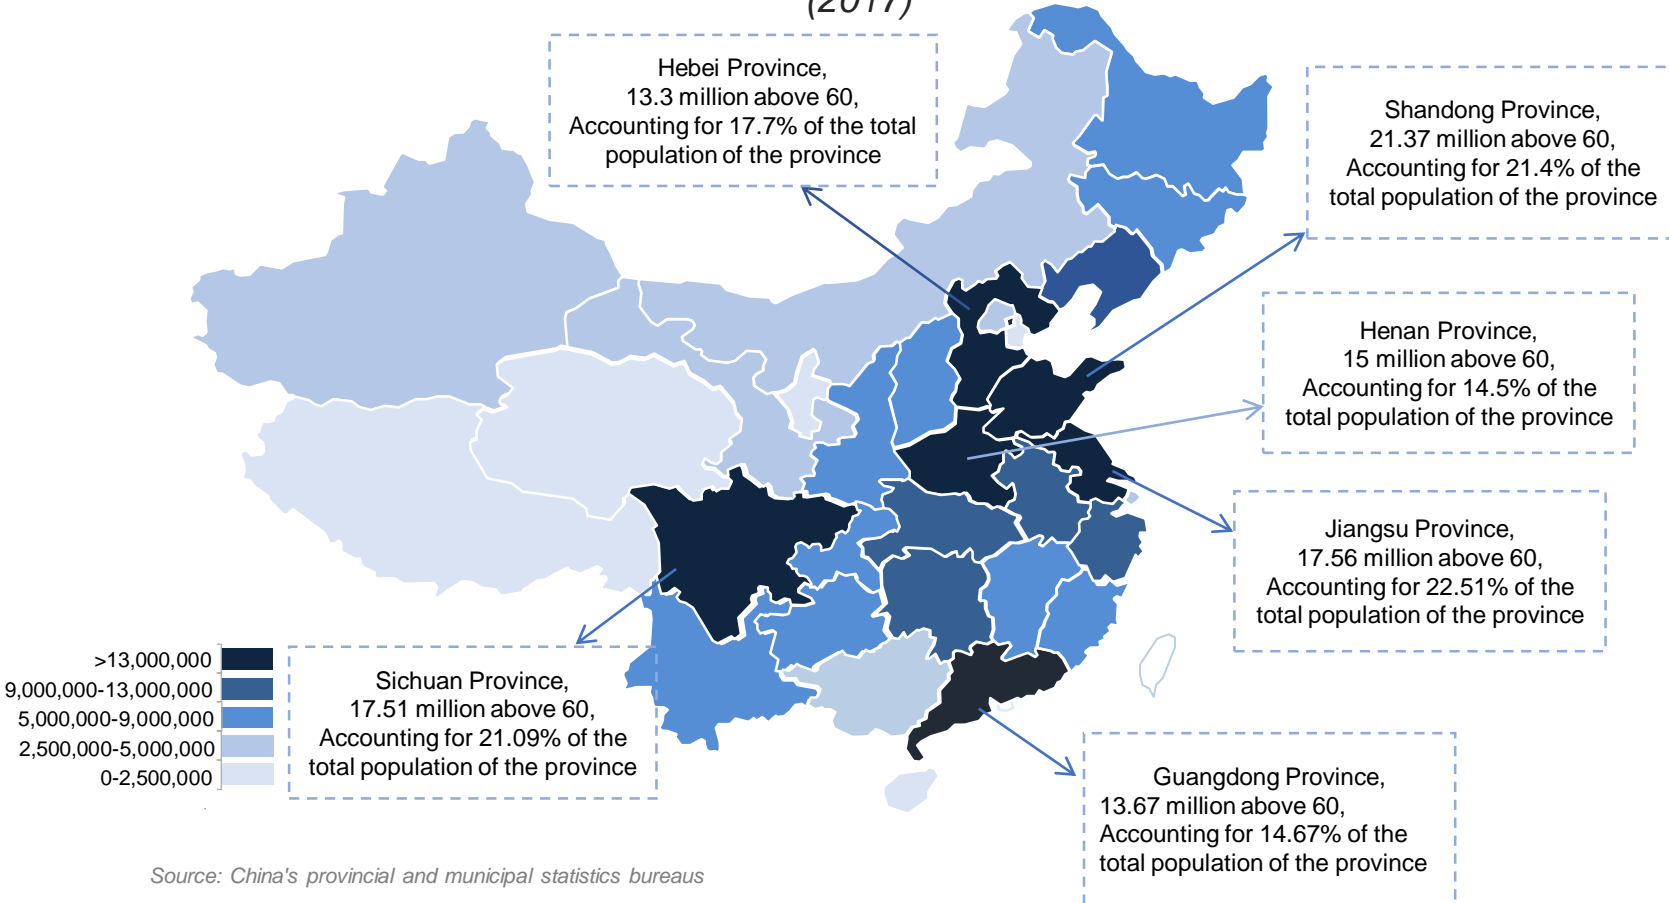 (2017)
Hebei Province,
13.3 million above 60,
Accounting for 17.7% of the total
population of the province
Shandong Province,
21.37 million above 60,
Accounting for 21.4% of the
total population of the province
Henan Province,
15 million above 60,
Accounting for 14.5% of the
total population of the province
Jiangsu Province,
17.56 million above 60,
Accounting for 22.51% of the
total population of the province
>13,000,000
9,000,000-13,000,000
5,000,000-9,000,000
2,500,000-5,000,000
0-2,500,000
Sichuan Province,
17.51 million above 60,
Accounting for 21.09% of the
total population of the province
Guangdong Province,
13.67 million above 60,
Accounting for 14.67% of the
total population of the province
Source: China's provincial and municipal statistics bureaus